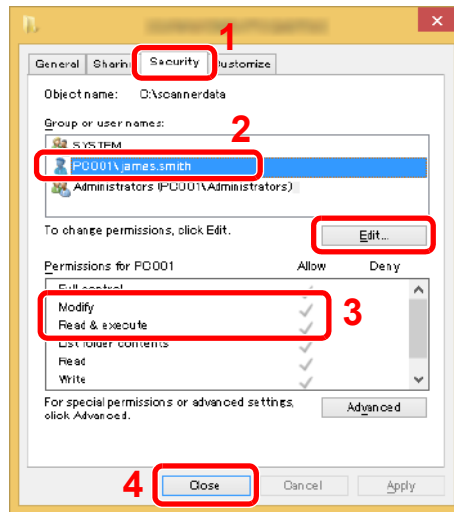 1
General Sharin Security ustomize
Object name: C:\scannerdata
Group or user names:
2
SYSTEM
PC001\james.smith
Administrators (PC001\Administrators)
To change permissions, click Edit.
Edit...
Permissions for PC001 Allow Deny
Full control
Modify
3
Read & execute
List folder contents
Read
Write
For special permissions or advanced settings,
click Advanced.
Advanced
4
Close Cancel Apply